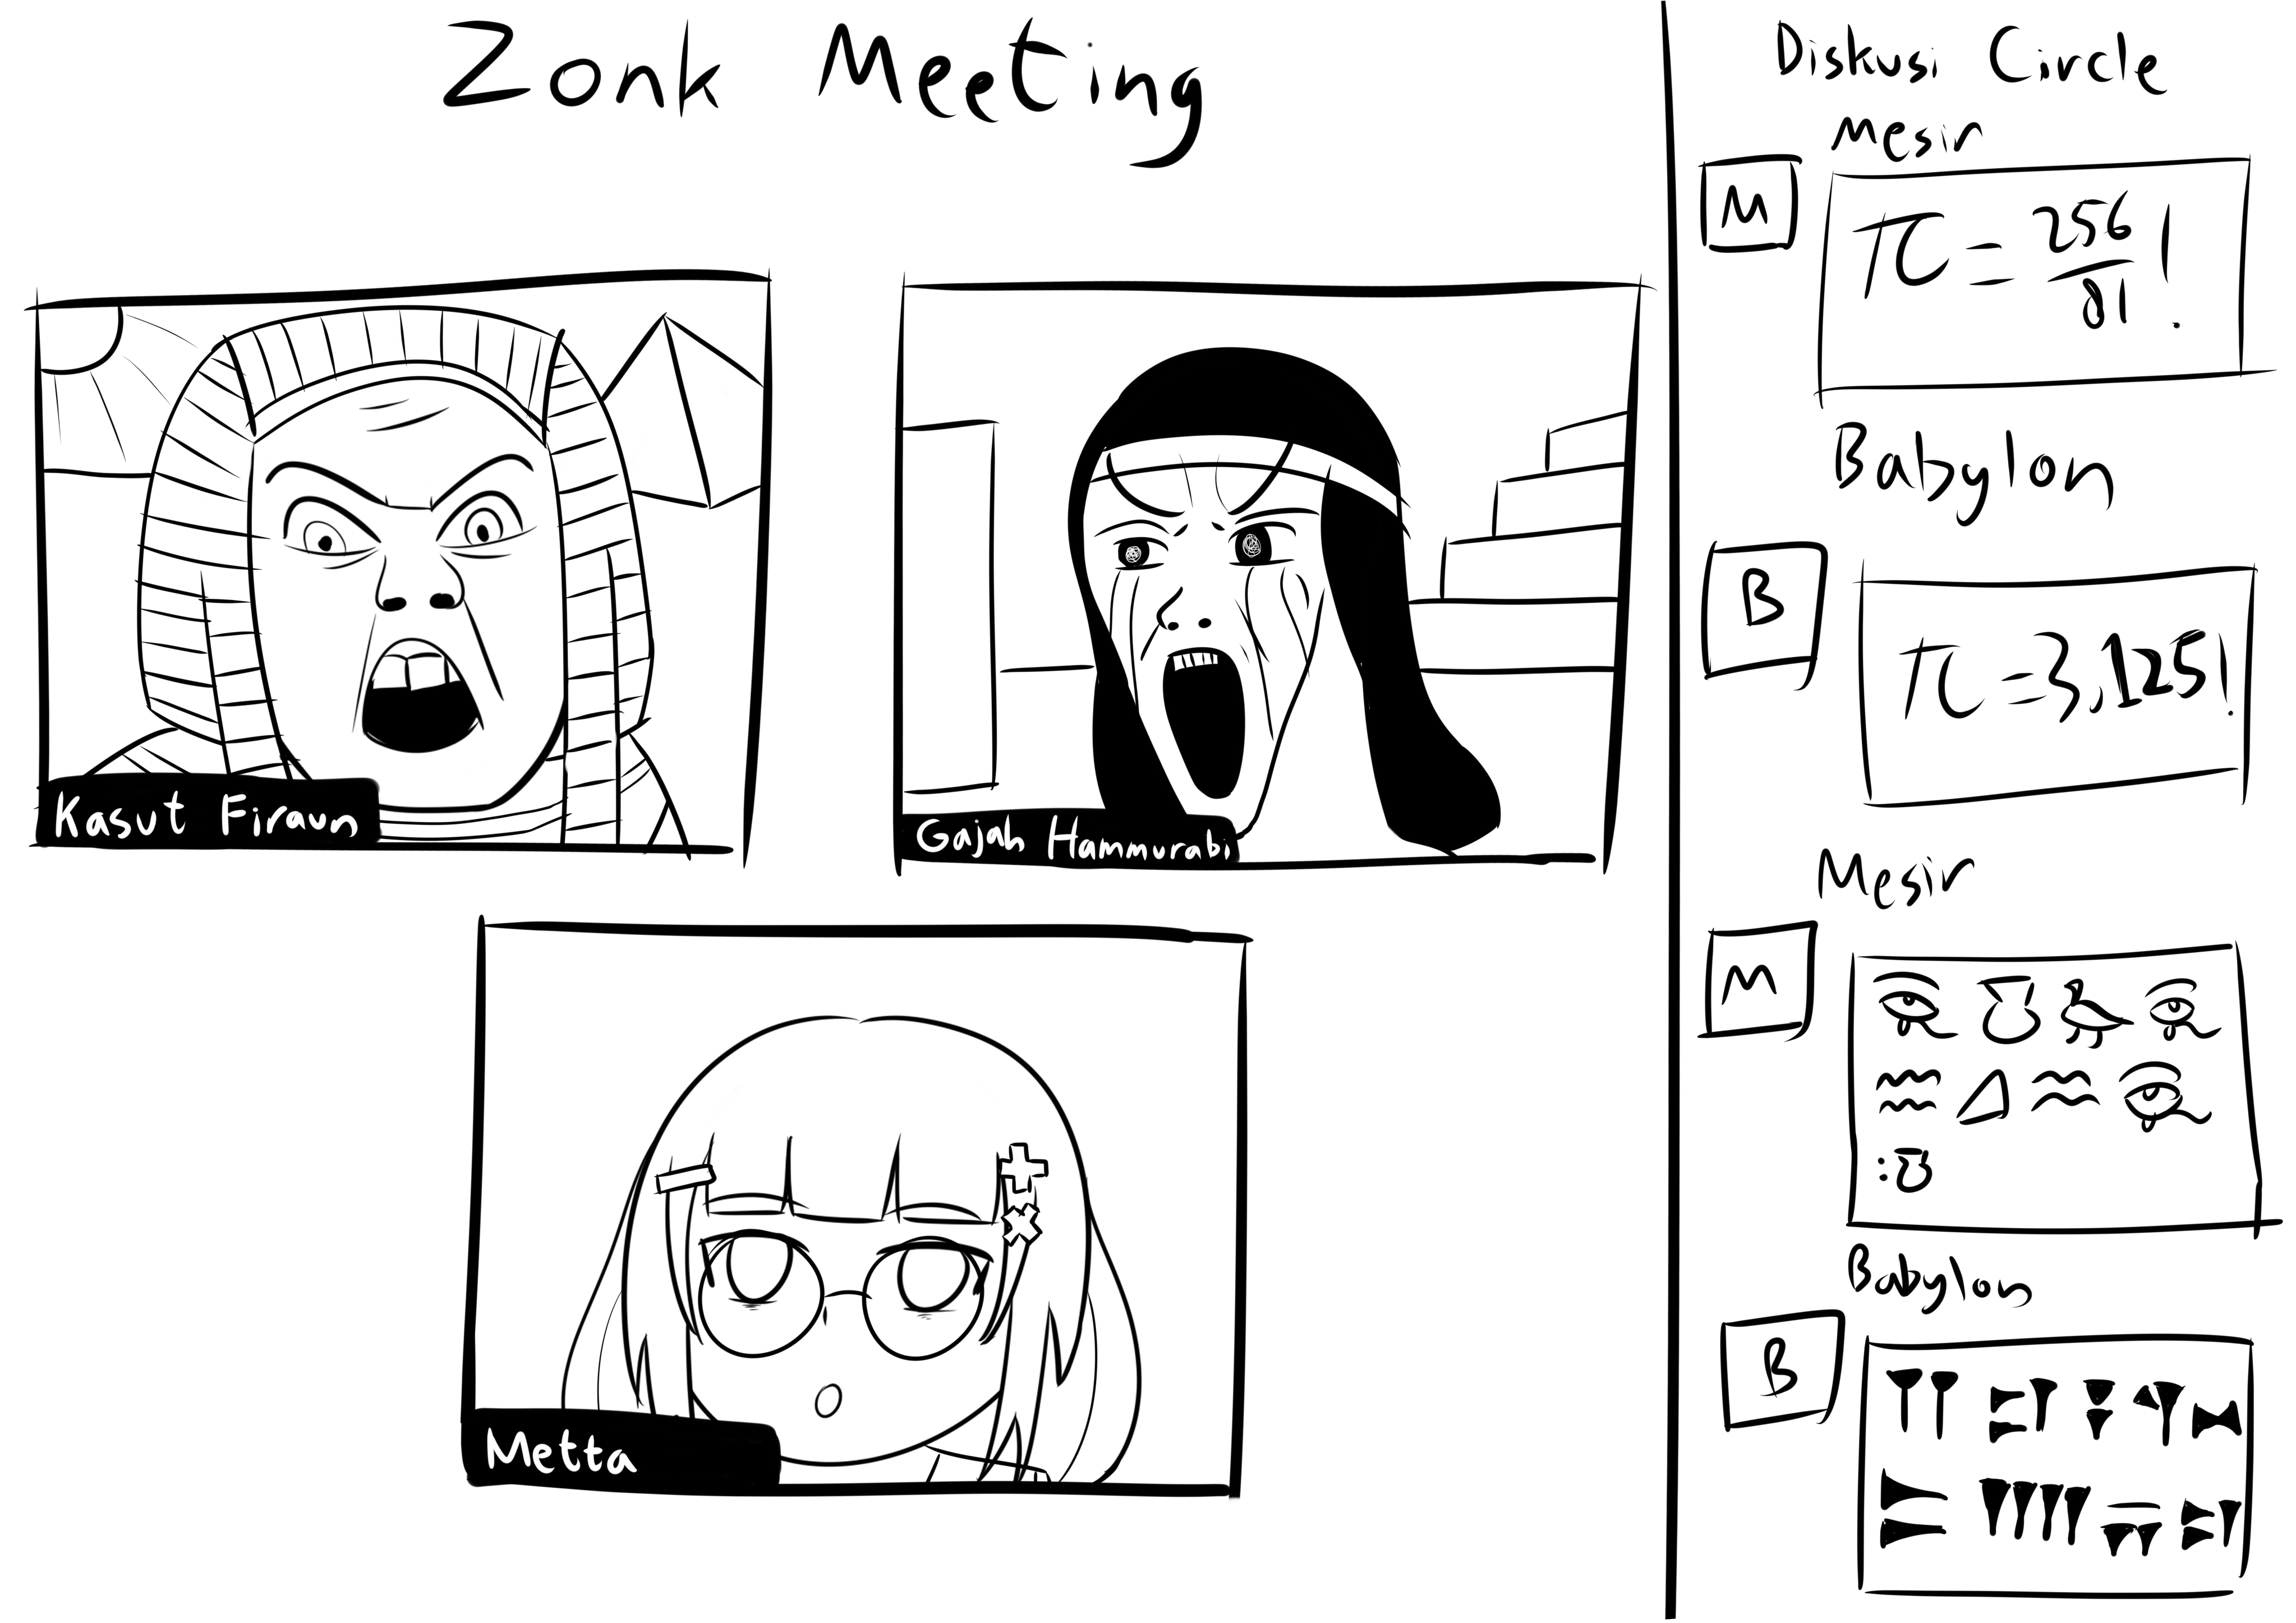 Zonk Meeting
Kasut Firaun
Gajah Hammurabi
Metta
Diskusi Circle
Mesir
M
π = 256/81!
Babylon
B
π = 3,125!
Mesir
M
Babylon
B